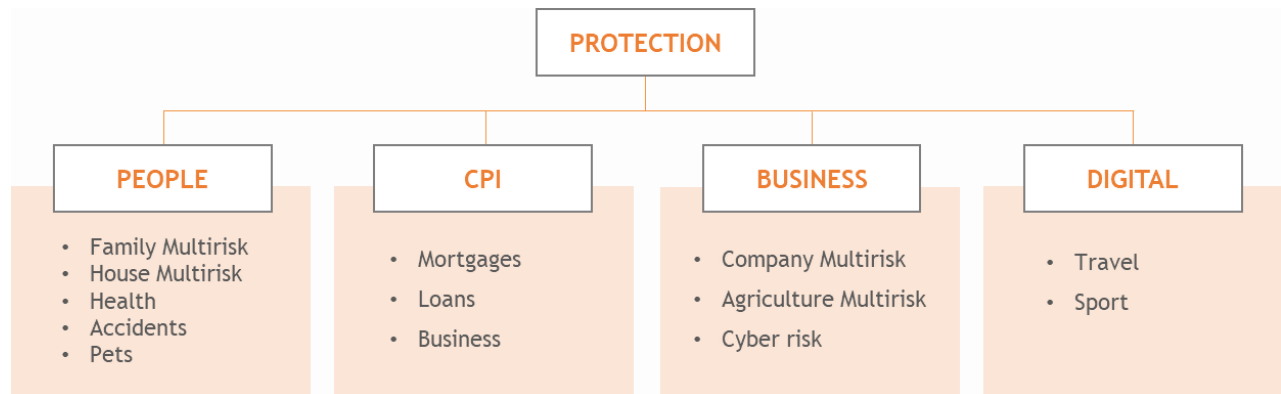 PROTECTION
PEOPLE
• Family Multirisk
• House Multirisk
• Health
• Accidents
• Pets
CPI
• Mortgages
• Loans
• Business
BUSINESS
• Company Multirisk
• Agriculture Multirisk
• Cyber risk
DIGITAL
• Travel
• Sport